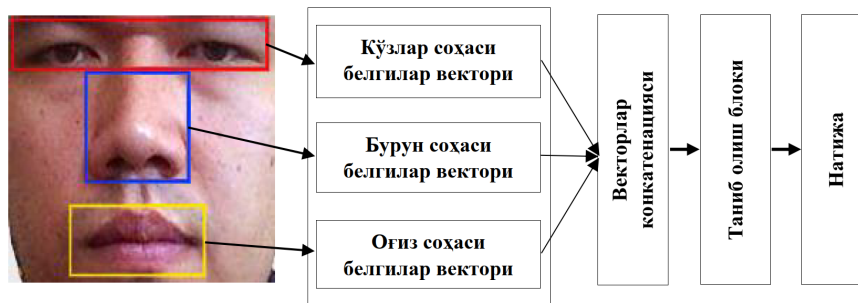 Кўзлар соҳаси
белгилар вектори
Бурун соҳаси
белгилар вектори
Оғиз соҳаси
белгилар вектори
Векторлар
конкатенацияси
Таниб олиш блоки
Натижа